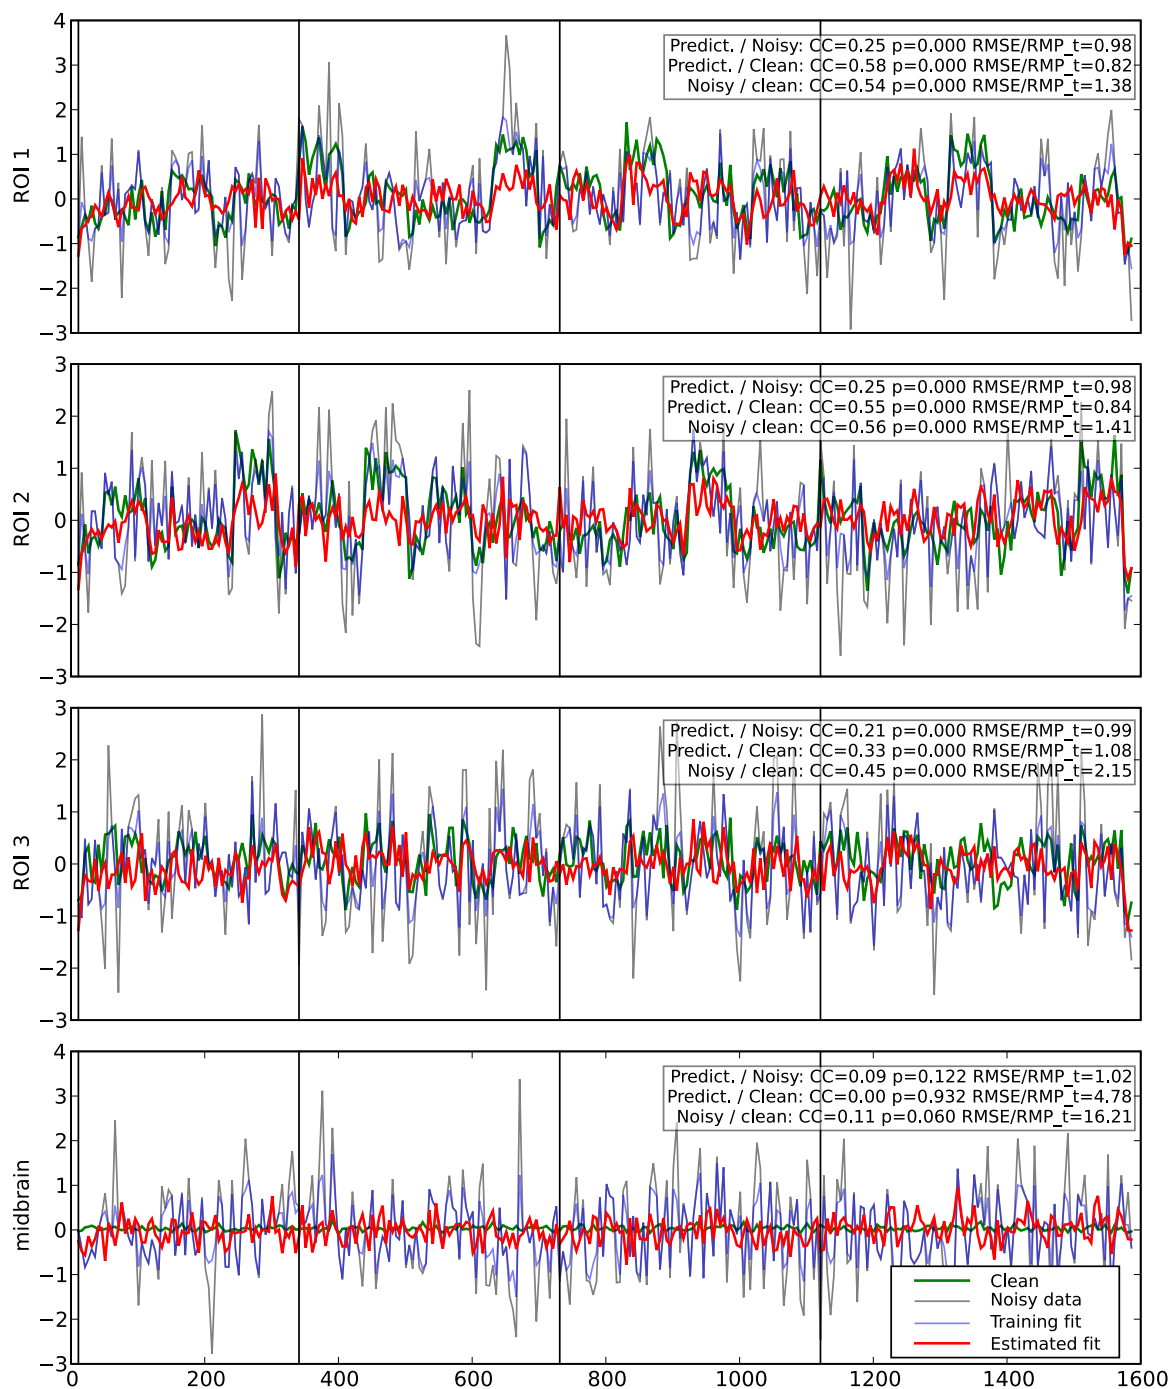 4
3
2
1
0
−1
−2
−3
ROI 1
Predict. / Noisy: CC=0.25 p=0.000 RMSE/RMP_t=0.98
Predict. / Clean: CC=0.58 p=0.000 RMSE/RMP_t=0.82
Noisy / clean: CC=0.54 p=0.000 RMSE/RMP_t=1.38
3
2
1
0
−1
−2
−3
ROI 2
Predict. / Noisy: CC=0.25 p=0.000 RMSE/RMP_t=0.98
Predict. / Clean: CC=0.55 p=0.000 RMSE/RMP_t=0.84
Noisy / clean: CC=0.56 p=0.000 RMSE/RMP_t=1.41
3
2
1
0
−1
−2
−3
ROI 3
Predict. / Noisy: CC=0.21 p=0.000 RMSE/RMP_t=0.99
Predict. / Clean: CC=0.33 p=0.000 RMSE/RMP_t=1.08
Noisy / clean: CC=0.45 p=0.000 RMSE/RMP_t=2.15
4
3
2
1
0
−1
−2
−3
midbrain
Predict. / Noisy: CC=0.09 p=0.122 RMSE/RMP_t=1.02
Predict. / Clean: CC=0.00 p=0.932 RMSE/RMP_t=4.78
Noisy / clean: CC=0.11 p=0.060 RMSE/RMP_t=16.21
Clean
Noisy data
Training fit
Estimated fit
0 200 400 600 800 1000 1200 1400 1600